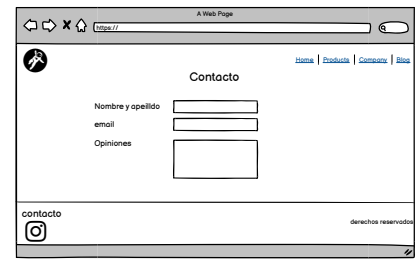 A Web Page
https://
Home | Products | Company | Blog
Contacto
Nombre y apellido
email
Opiniones
contacto
derechos reservados